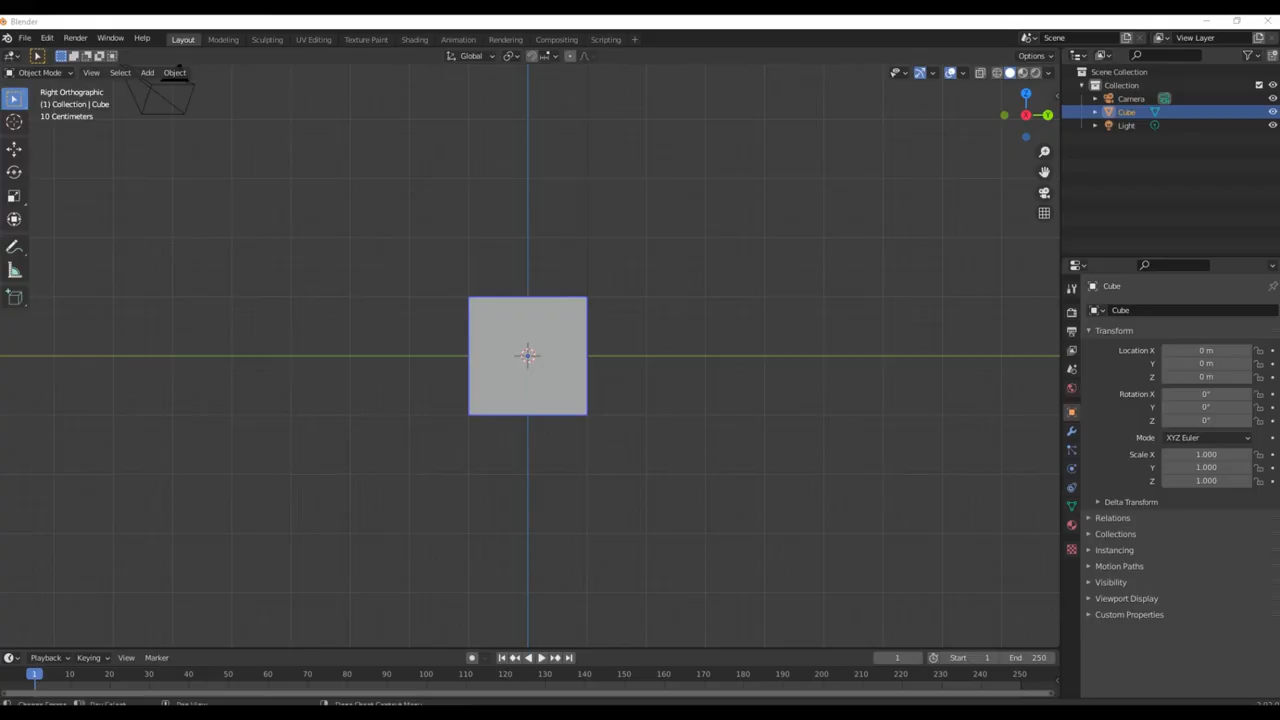 Blender
File Edit Render Window Help Layout Modeling Sculpting UV Editing Texture Paint Shading Animation Rendering Compositing Scripting + Scene View Layer
Global Options
Object Mode View Select Add Object
Right Orthographic
(1) Collection | Cube
10 Centimeters
Z
X
Y
Scene Collection
Collection
Camera
Cube
Light
Cube
Cube
Transform
Location X 0 m
Y 0 m
Z 0 m
Rotation X 0°
Y 0°
Z 0°
Mode XYZ Euler
Scale X 1.000
Y 1.000
Z 1.000
Delta Transform
Relations
Collections
Instancing
Motion Paths
Visibility
Viewport Display
Custom Properties
Playback Keying View Marker 1 Start 1 End 250
1 10 20 30 40 50 60 70 80 90 100 110 120 130 140 150 160 170 180 190 200 210 220 230 240 250